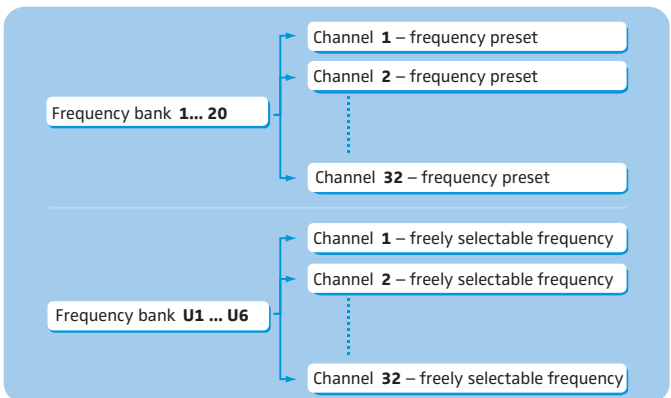 Channel 1 – frequency preset
Channel 2 – frequency preset
Frequency bank 1... 20
Channel 32 – frequency preset
Channel 1 – freely selectable frequency
Channel 2 – freely selectable frequency
Frequency bank U1 ... U6
Channel 32 – freely selectable frequency